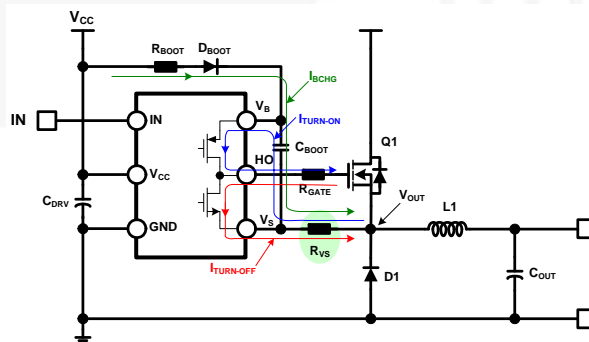 VCC
RBOOT
DBOOT
IBCHG
IN
IN
VB
ITURN-ON
CBOOT
Q1
HO
VCC
RGATE
CDRV
VOUT
L1
GND
VS
RVS
ITURN-OFF
D1
COUT